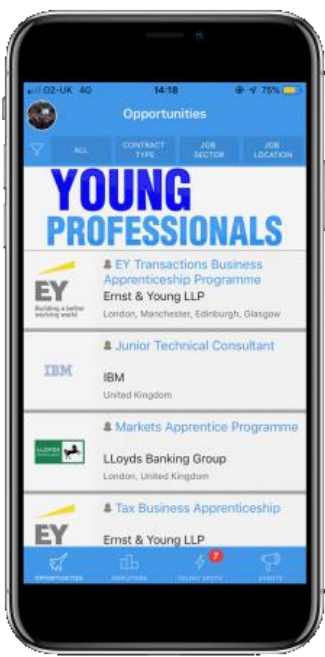 O2-UK 4G 14:18 75%
Opportunities
ALL CONTRACT TYPE JOB SECTOR JOB LOCATION
YOUNG
PROFESSIONALS
EY Transactions Business
Apprenticeship Programme
EY
Building a better
working world
Ernst & Young LLP
London, Manchester, Edinburgh, Glasgow
Junior Technical Consultant
IBM
IBM
United Kingdom
Markets Apprentice Programme
LLOYDS
LLoyds Banking Group
London, United Kingdom
Tax Business Apprenticeship
EY
Ernst & Young LLP
7
OPPORTUNITIES EMPLOYERS TALENT SPOTS EVENTS